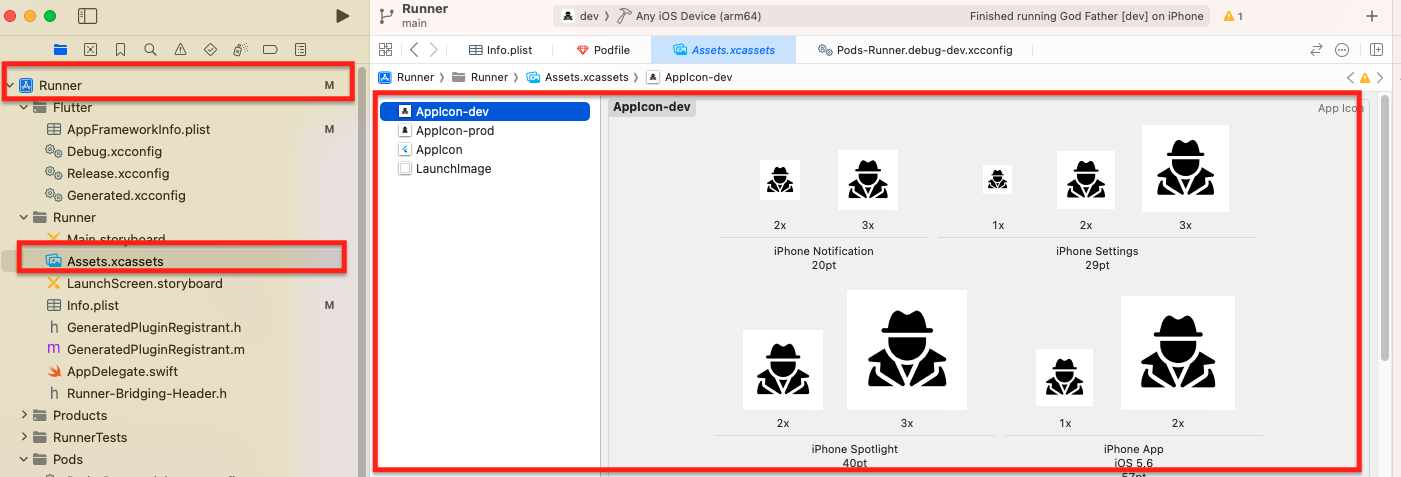 Runner
main
dev
Any iOS Device (arm64)
Finished running God Father [dev] on iPhone
1
Info.plist
Podfile
Assets.xcassets
Pods-Runner.debug-dev.xcconfig
Runner
Runner
Assets.xcassets
AppIcon-dev
Runner M
Flutter
AppFrameworkInfo.plist M
Debug.xcconfig
Release.xcconfig
Generated.xcconfig
Runner
Main.storyboard
Assets.xcassets
LaunchScreen.storyboard
Info.plist M
h GeneratedPluginRegistrant.h
m GeneratedPluginRegistrant.m
AppDelegate.swift
h Runner-Bridging-Header.h
Products
RunnerTests
Pods
AppIcon-dev
AppIcon-prod
AppIcon
LaunchImage
AppIcon-dev
App Icon
2x 3x
iPhone Notification
20pt
1x 2x 3x
iPhone Settings
29pt
2x 3x
iPhone Spotlight
40pt
1x 2x
iPhone App
iOS 5,6
57pt